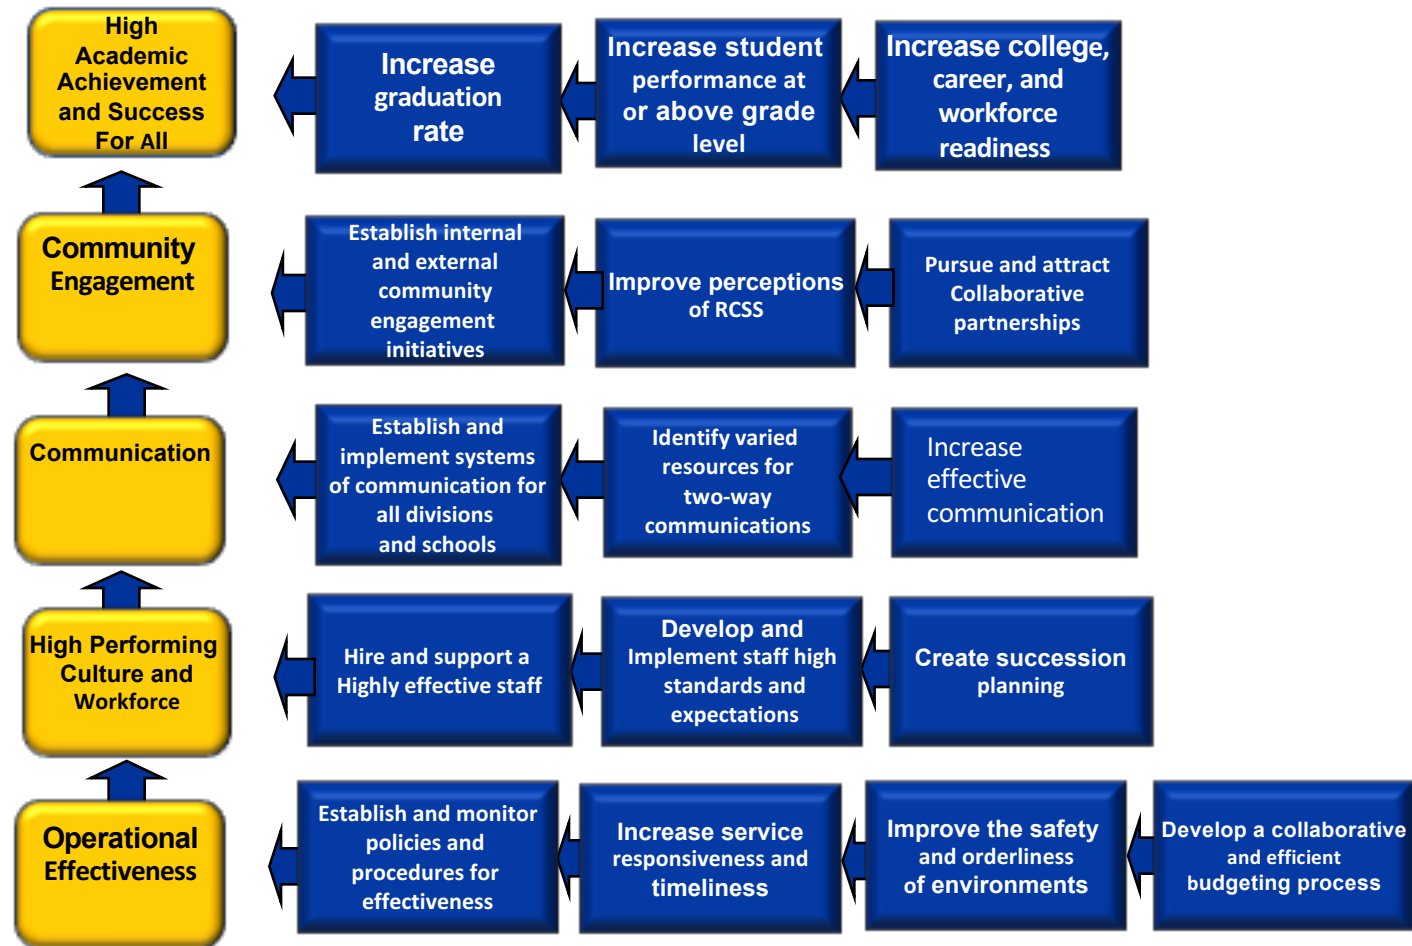 High
Academic
Achievement
and Success
For All
Increase
graduation
rate
Increase student
performance at
or above grade
level
Increase college,
career, and
workforce
readiness
Community
Engagement
Establish internal
and external
community
engagement
initiatives
Improve perceptions
of RCSS
Pursue and attract
Collaborative
partnerships
Communication
Establish and
implement systems
of communication for
all divisions
and schools
Identify varied
resources for
two-way
communications
Increase
effective
communication
High Performing
Culture and
Workforce
Hire and support a
Highly effective staff
Develop and
Implement staff high
standards and
expectations
Create succession
planning
Operational
Effectiveness
Establish and monitor
policies and
procedures for
effectiveness
Increase service
responsiveness and
timeliness
Improve the safety
and orderliness
of environments
Develop a collaborative
and efficient
budgeting process